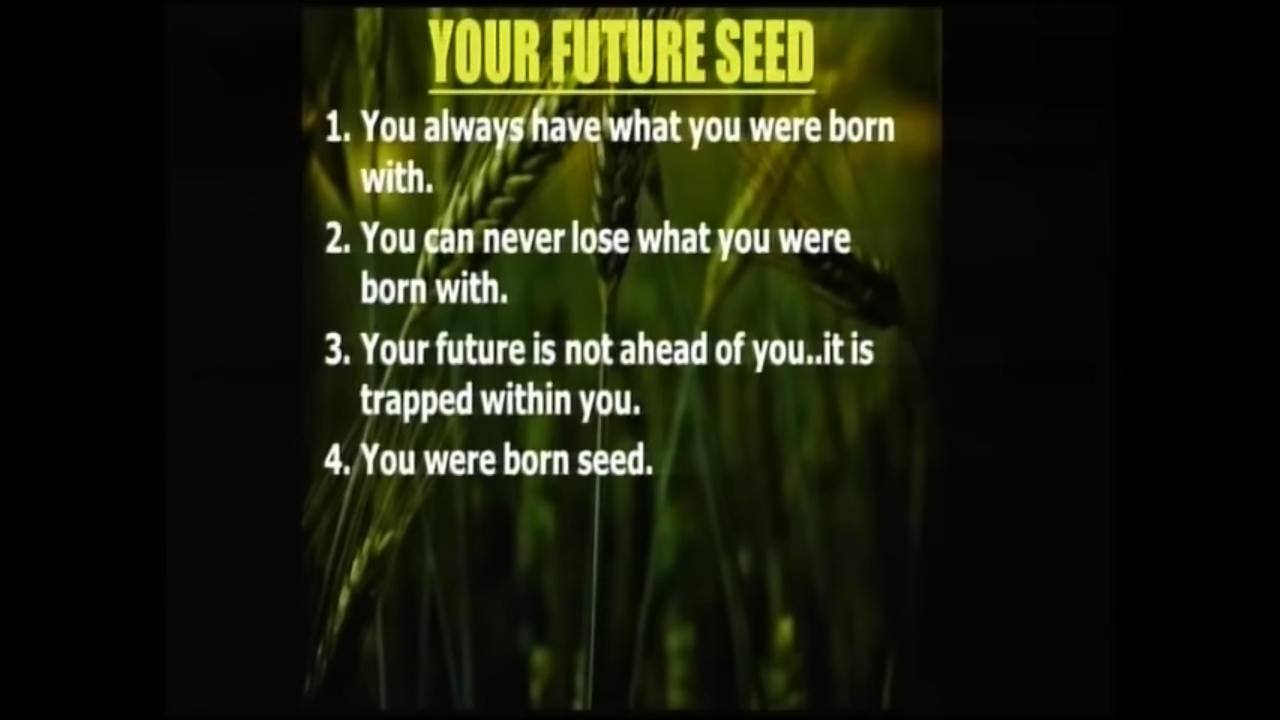 YOUR FUTURE SEED
1. You always have what you were born
with.
2. You can never lose what you were
born with.
3. Your future is not ahead of you..it is
trapped within you.
4. You were born seed.